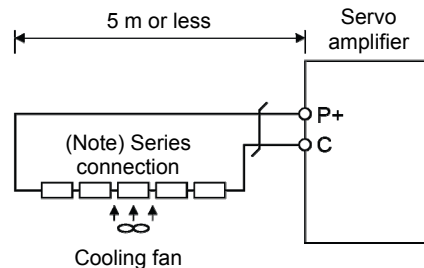 5 m or less
Servo
amplifier
P+
(Note) Series
connection
C
Cooling fan